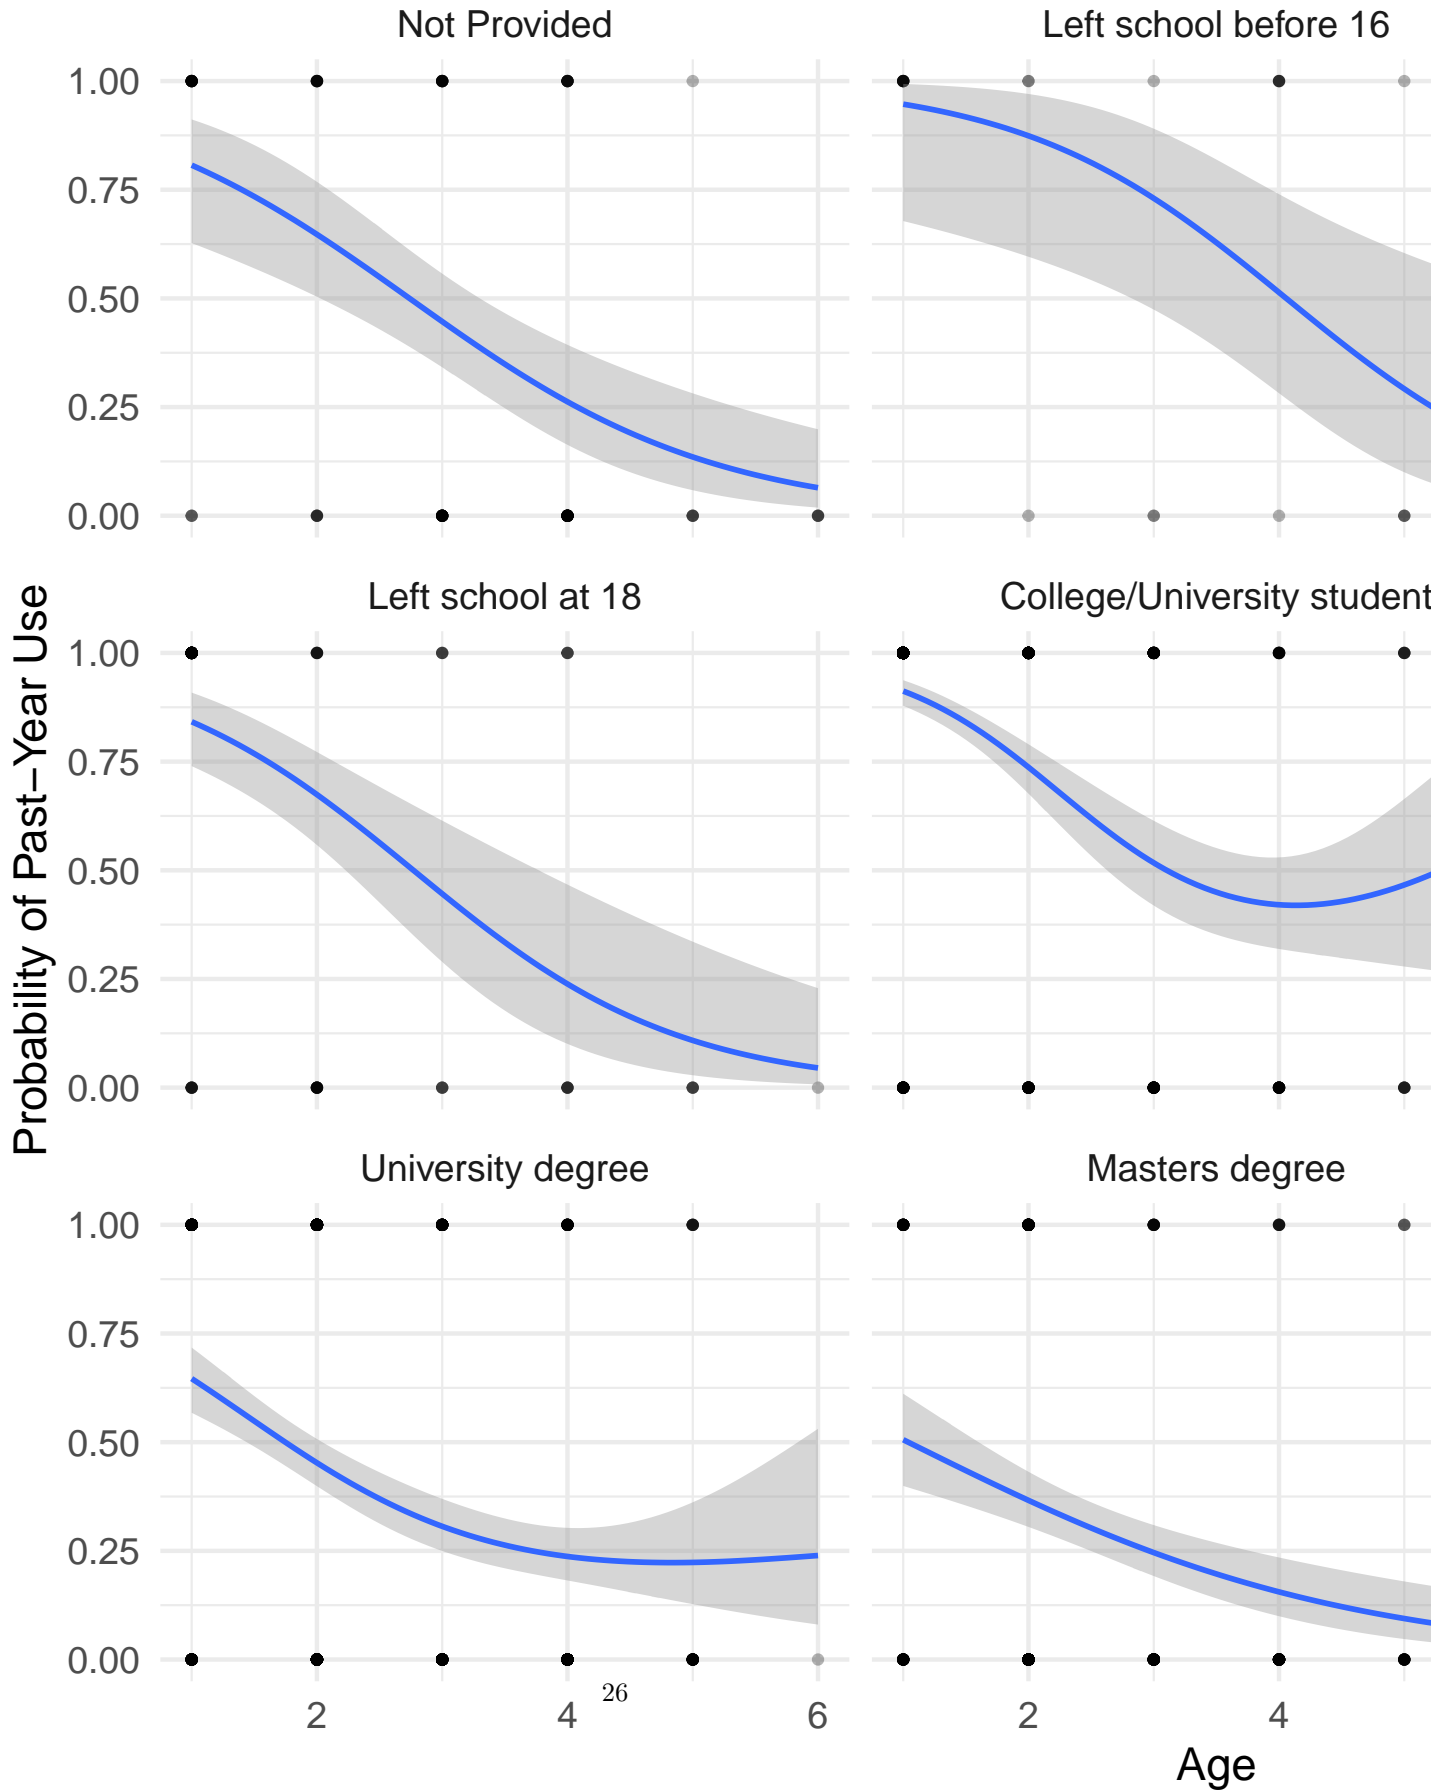 Not Provided
Left school before 16
1.00
0.75
0.50
0.25
0.00
Left school at 18
College/University student
1.00
0.75
0.50
0.25
0.00
Probability of Past−Year Use
University degree
Masters degree
1.00
0.75
0.50
0.25
0.00
26
2 4 6 2 4
Age